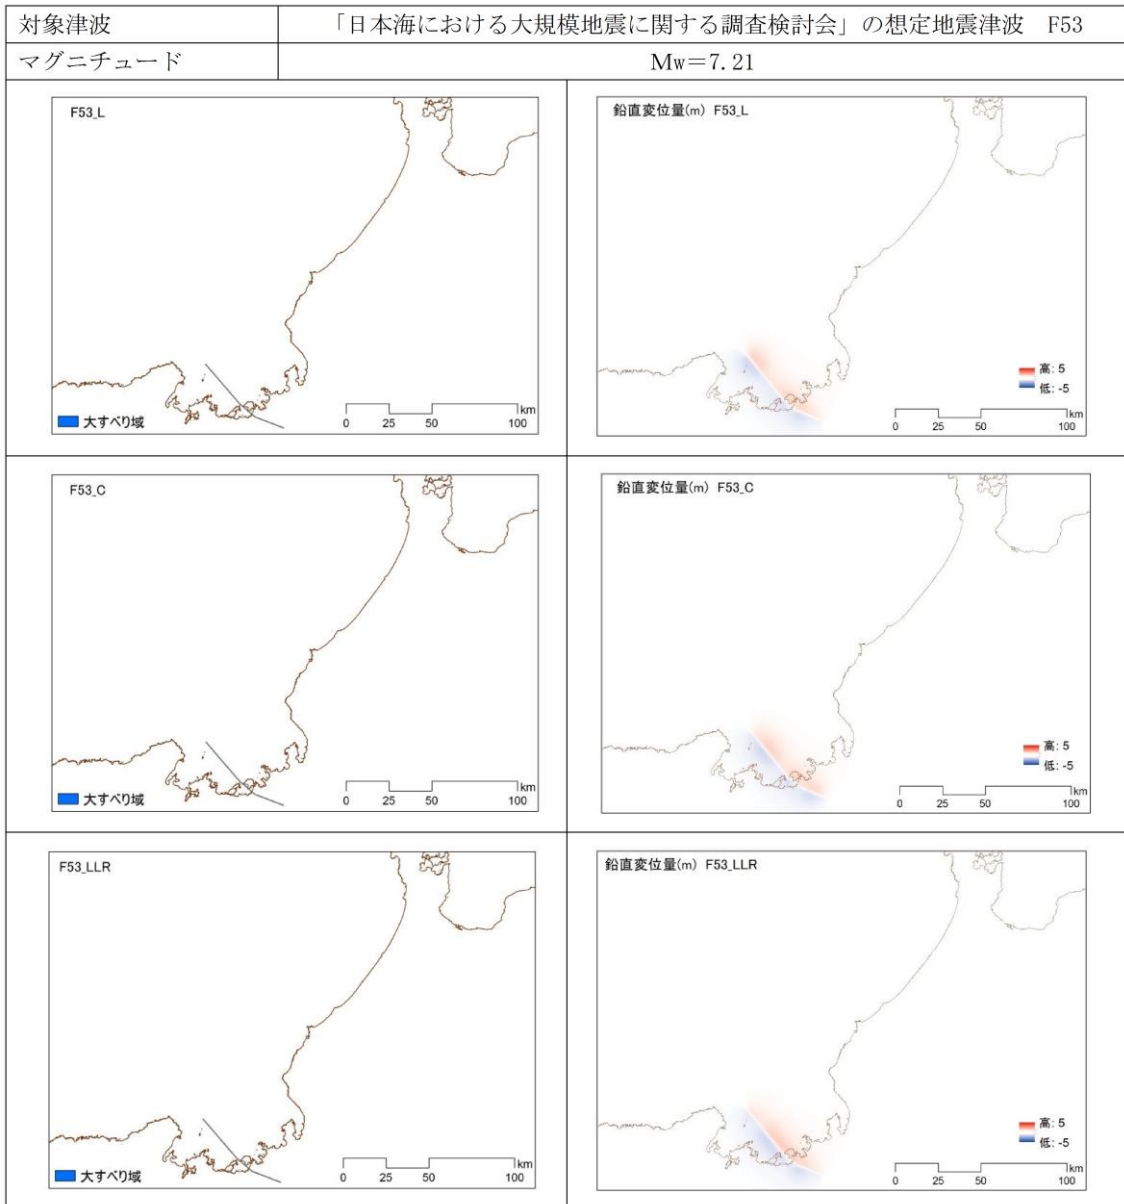 対象津波 「日本海における大規模地震に関する調査検討会」の想定地震津波 F53
マグニチュード Mw＝7.21
F53_L
大すべり域
0 25 50 100 km
鉛直変位量(m) F53_L
高: 5
低: -5
0 25 50 100 km
F53_C
大すべり域
0 25 50 100 km
鉛直変位量(m) F53_C
高: 5
低: -5
0 25 50 100 km
F53_LLR
大すべり域
0 25 50 100 km
鉛直変位量(m) F53_LLR
高: 5
低: -5
0 25 50 100 km